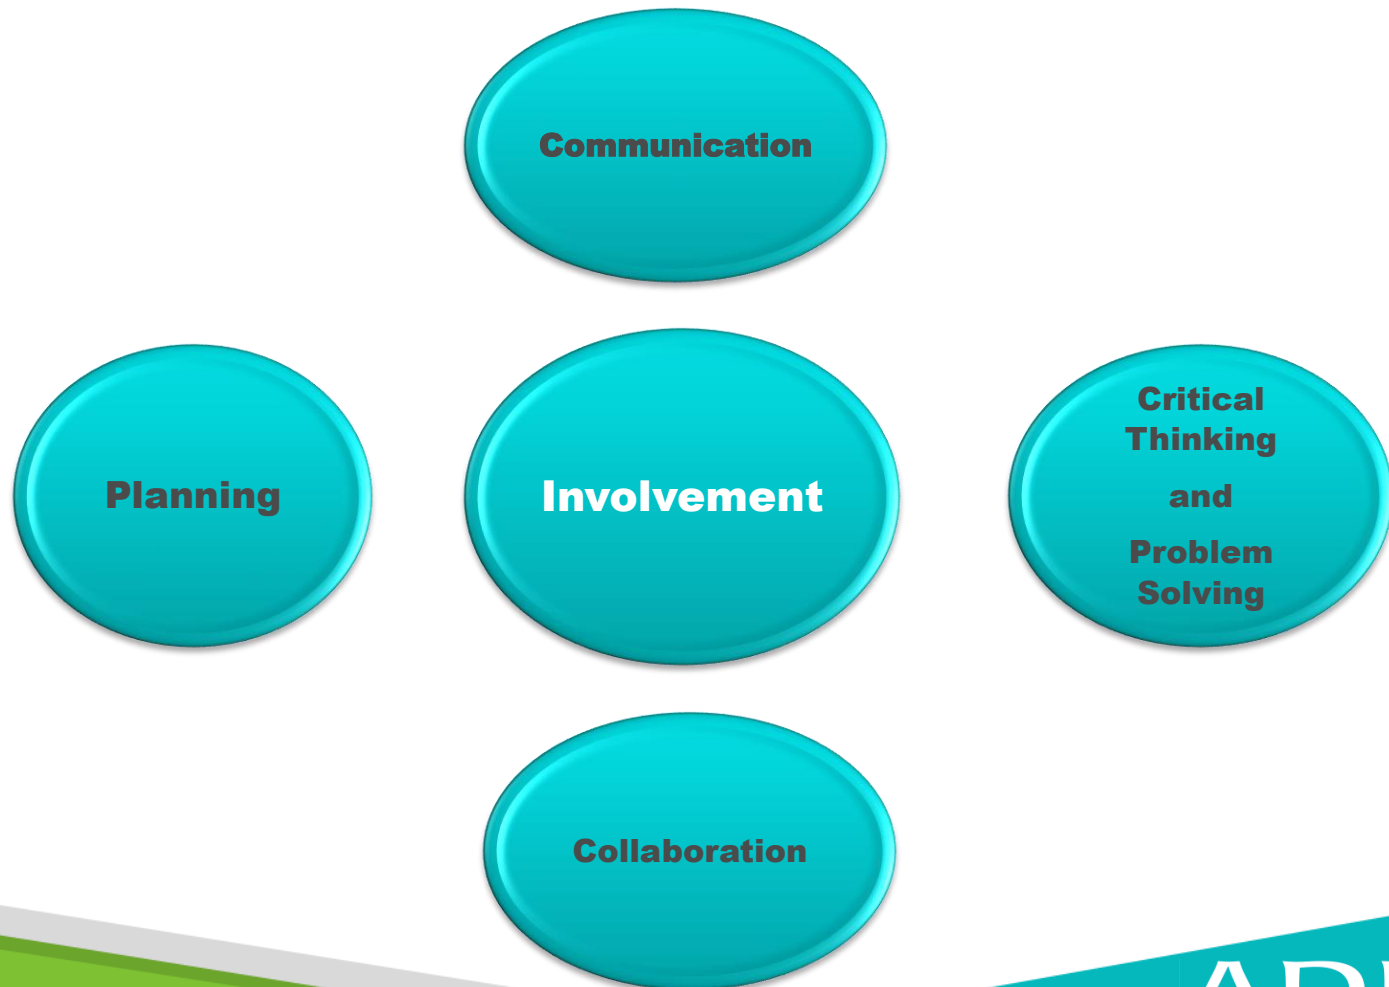 Communication
Planning
Involvement
Critical
Thinking
and
Problem
Solving
Collaboration